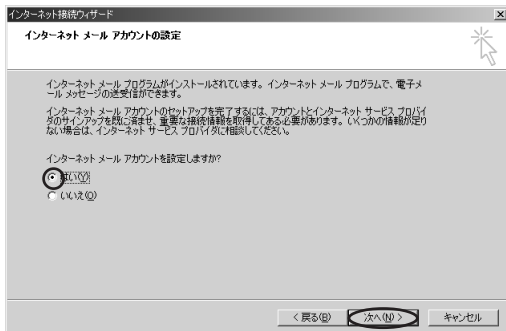 インターネット接続ウィザード
インターネット メール アカウントの設定
インターネット メール プログラムがインストールされています。インターネット メール プログラムで、電子メ
ール メッセージの送受信ができます。
インターネット メール アカウントのセットアップを完了するには、アカウントとインターネット サービス プロバイ
ダのサインアップを既に済ませ、重要な接続情報を取得してある必要があります。いくつかの情報が足り
ない場合は、インターネット サービス プロバイダに相談してください。
インターネット メール アカウントを設定しますか?
はい(Y)
いいえ(O)
< 戻る(B) 次へ(N) > キャンセル